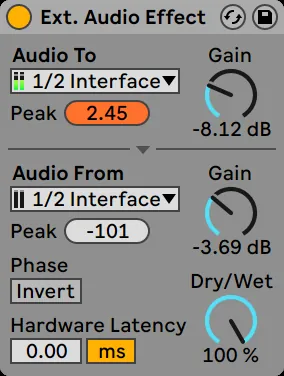 Ext. Audio Effect
Audio To
1/2 Interface
Peak 2.45
Gain
-8.12 dB
Audio From
1/2 Interface
Peak -101
Gain
-3.69 dB
Phase
Invert
Dry/Wet
100 %
Hardware Latency
0.00 ms